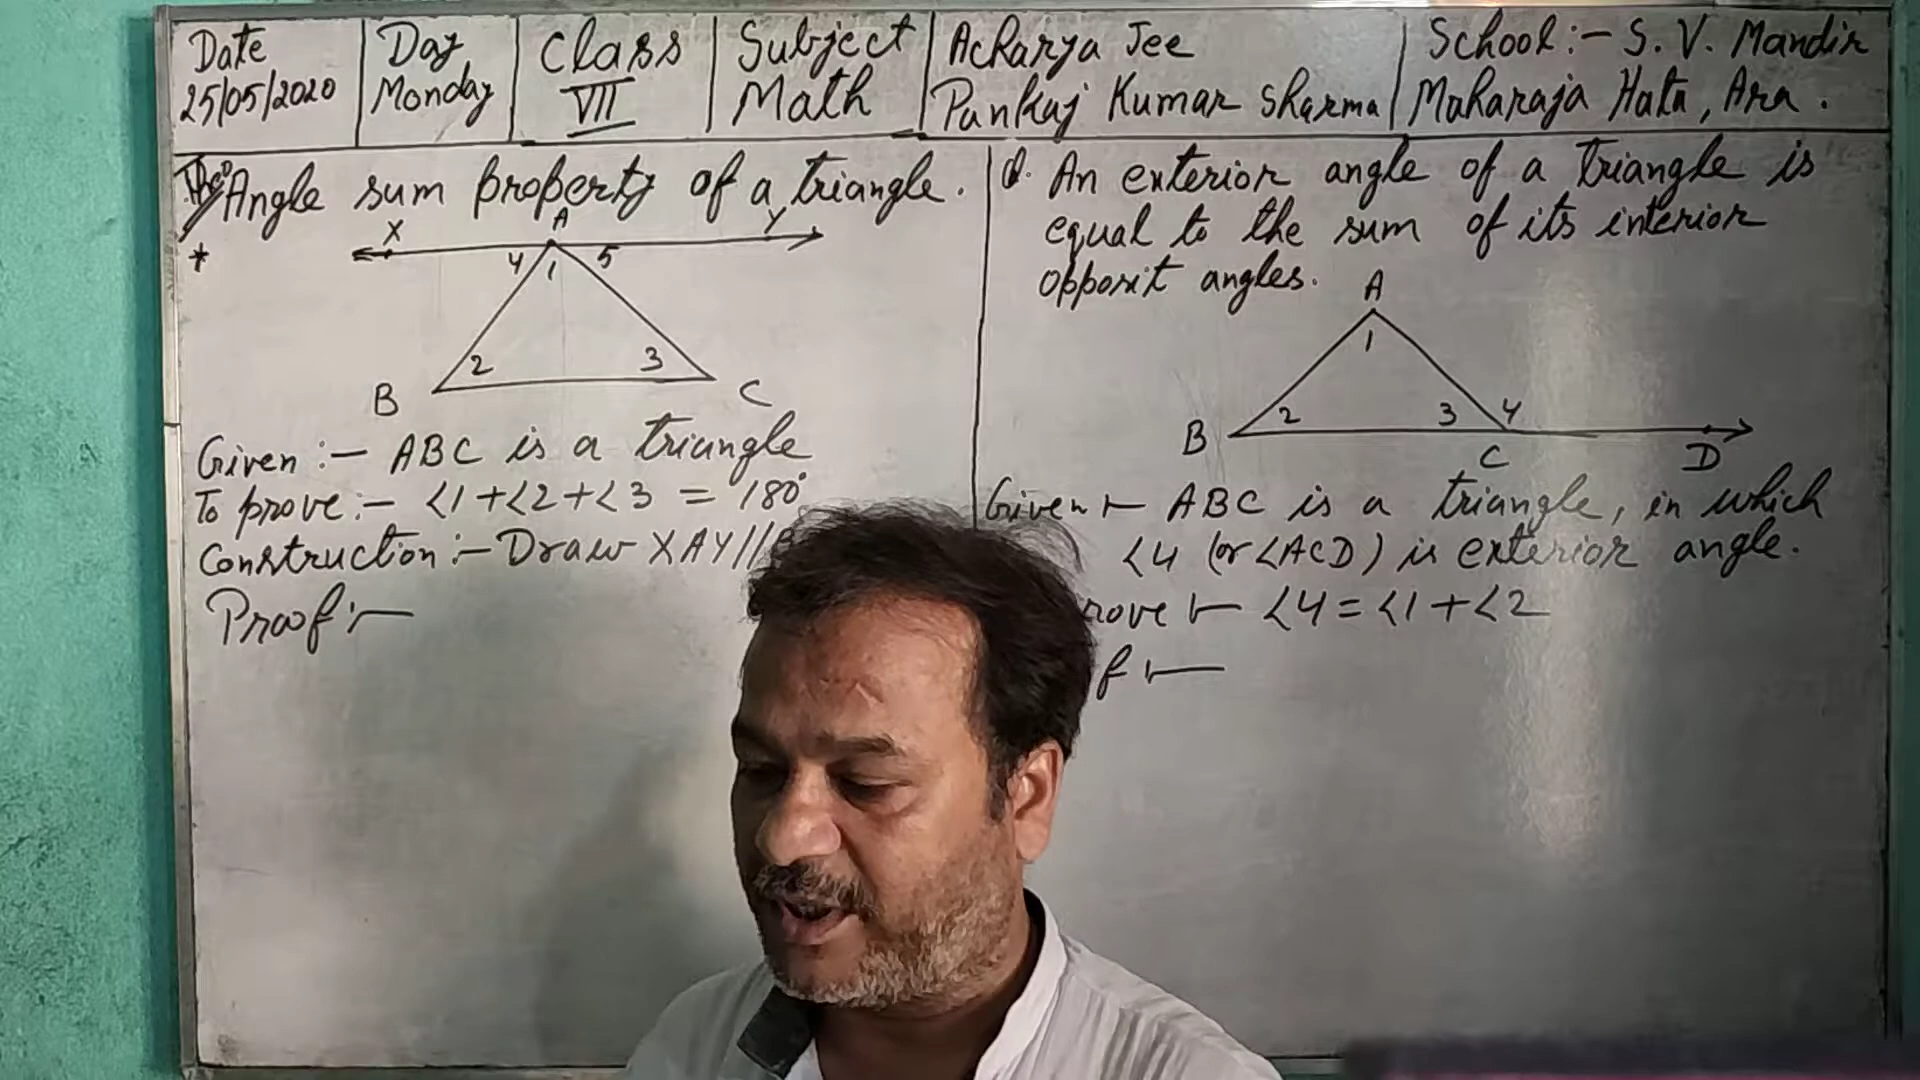 Date 25/05/2020
Day Monday
Class VII
Subject Math
Acharya Jee Pankaj Kumar Sharma
School:- S. V. Mandir Maharaja Hata, Ara.
Angle sum property of a triangle.
*
X A Y
4 1 5
2 3
B C
Given :- ABC is a triangle
To prove :- ∠1+∠2+∠3 = 180°
Construction :- Draw XAY//
Proof :-
Q. An exterior angle of a triangle is
equal to the sum of its interior
opposit angles.
A
1
2 3 4
B C D
Given :- ABC is a triangle, in which
∠4 (or ∠ACD) is exterior angle.
rove :- ∠4 = ∠1 + ∠2
f :-